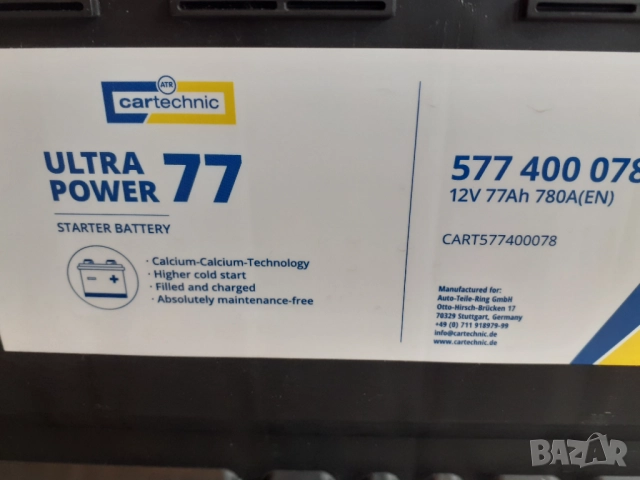 ATR
cartechnic
ULTRA
POWER 77
STARTER BATTERY
· Calcium-Calcium-Technology
· Higher cold start
· Filled and charged
· Absolutely maintenance-free
577 400 078
12V 77Ah 780A(EN)
CART577400078
Manufactured for:
Auto-Teile-Ring GmbH
Otto-Hirsch-Brücken 17
70329 Stuttgart, Germany
+49 (0) 711 918979-99
info@cartechnic.de
www.cartechnic.de
BAZAR